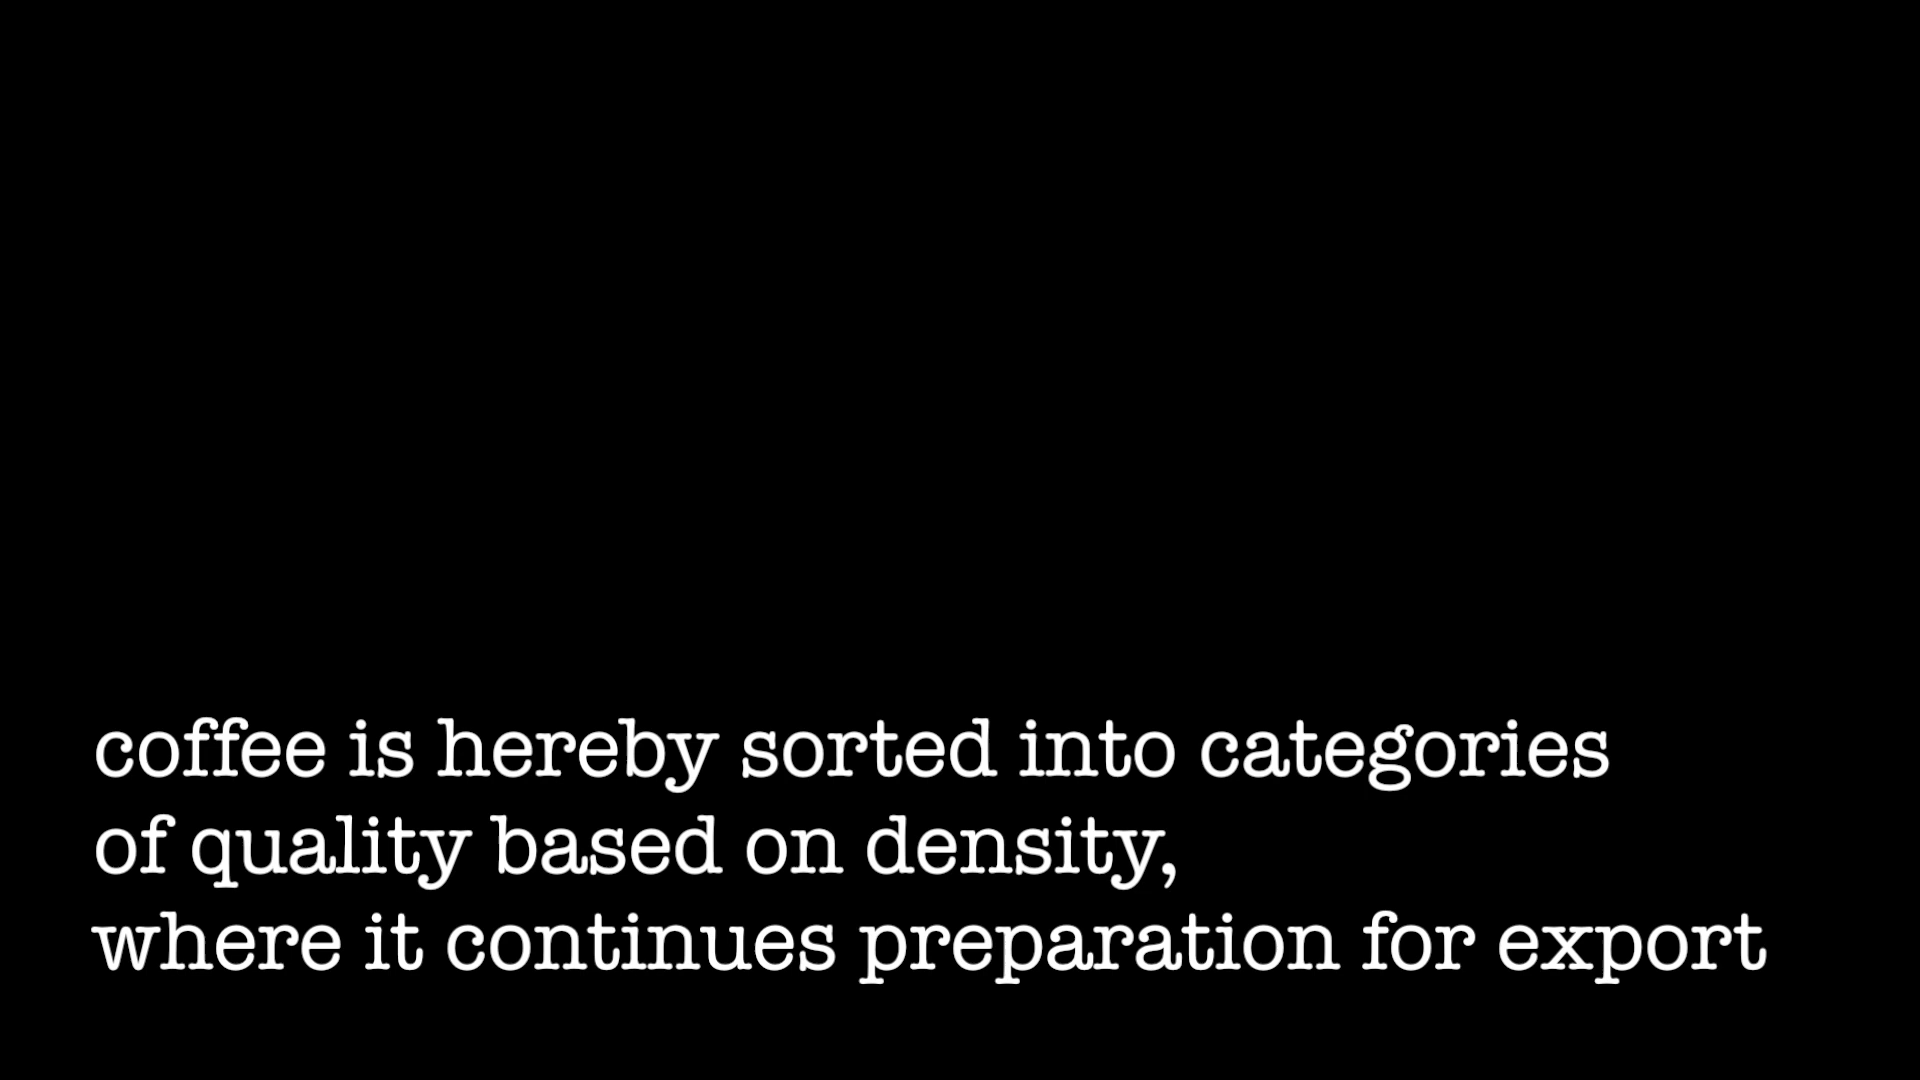 coffee is hereby sorted into categories
of quality based on density,
where it continues preparation for export